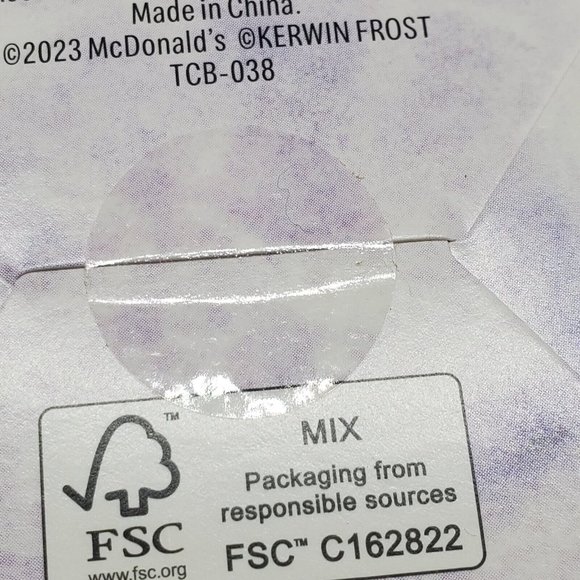 Made in China.
©2023 McDonald's ©KERWIN FROST
TCB-038
TM
MIX
Packaging from
responsible sources
FSC™ C162822
FSC
www.fsc.org